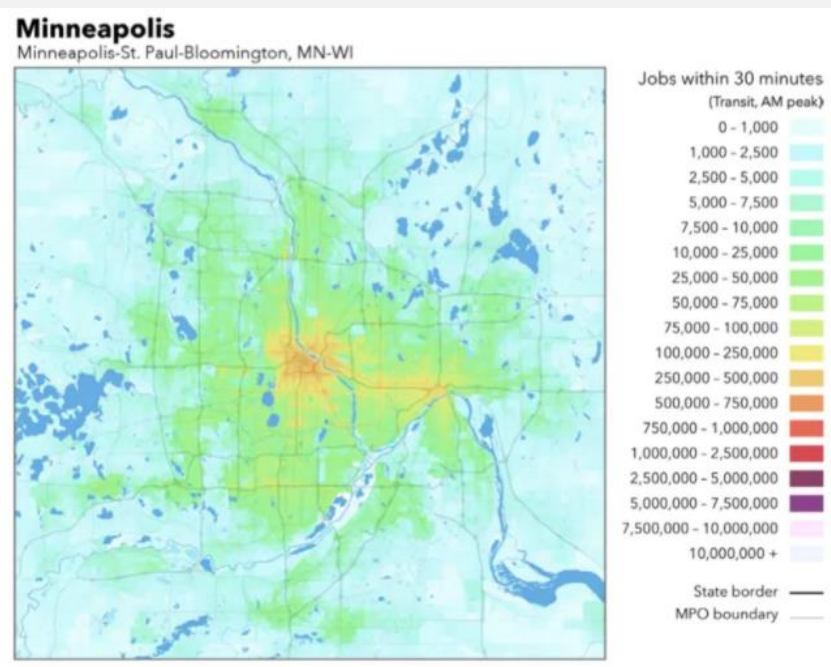 Minneapolis
Minneapolis-St. Paul-Bloomington, MN-WI
Jobs within 30 minutes
(Transit, AM peak)
0 – 1,000
1,000 – 2,500
2,500 – 5,000
5,000 – 7,500
7,500 – 10,000
10,000 – 25,000
25,000 – 50,000
50,000 – 75,000
75,000 – 100,000
100,000 – 250,000
250,000 – 500,000
500,000 – 750,000
750,000 – 1,000,000
1,000,000 – 2,500,000
2,500,000 – 5,000,000
5,000,000 – 7,500,000
7,500,000 – 10,000,000
10,000,000 +
State border
MPO boundary